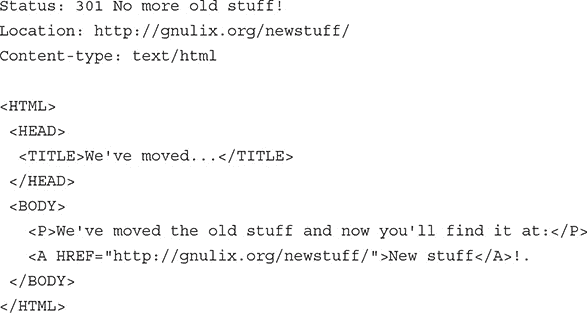 Status: 301 No more old stuff!
Location: http://gnulix.org/newstuff/
Content-type: text/html

<HTML>
 <HEAD>
  <TITLE>We've moved...</TITLE>
 </HEAD>
 <BODY>
   <P>We've moved the old stuff and now you'll find it at:</P>
   <A HREF="http://gnulix.org/newstuff/">New stuff</A>!.
 </BODY>
</HTML>